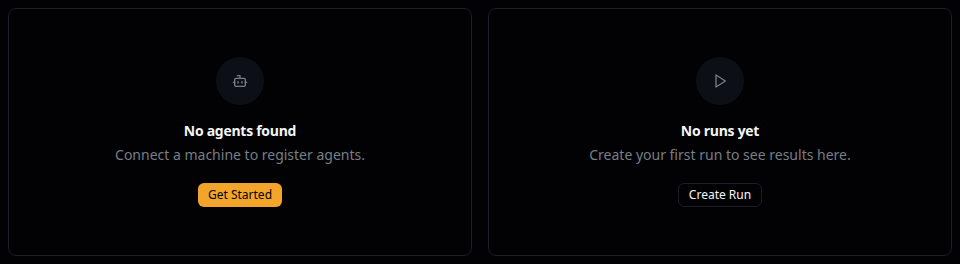 No agents found
Connect a machine to register agents.
Get Started
No runs yet
Create your first run to see results here.
Create Run